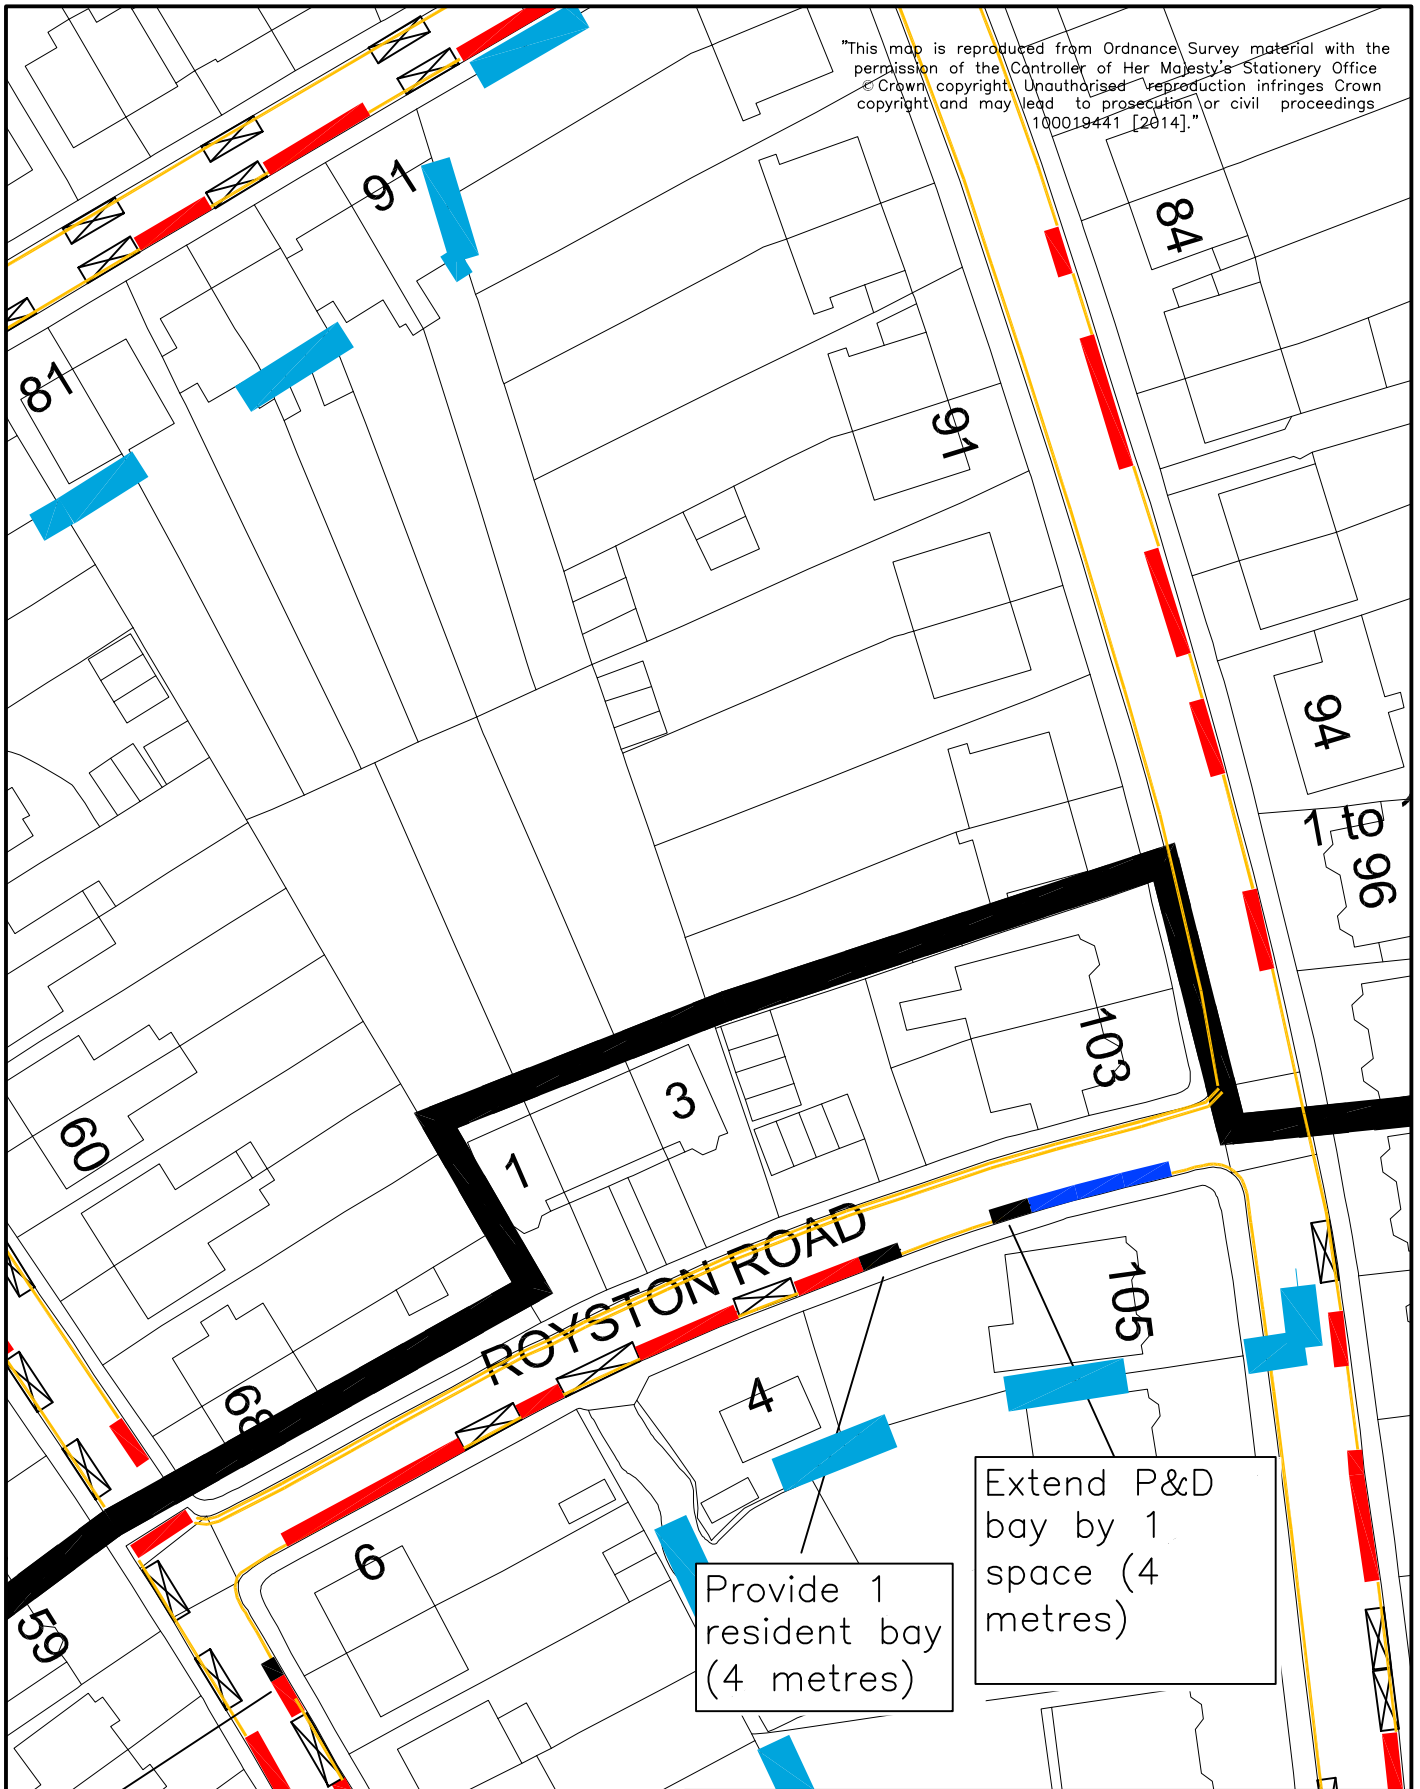 "This map is reproduced from Ordnance Survey material with the
permission of the Controller of Her Majesty's Stationery Office
© Crown copyright. Unauthorised reproduction infringes Crown
copyright and may lead to prosecution or civil proceedings
100019441 [2014]."
91
84
81
91
94
1 to
96
103
3
1
60
ROYSTON ROAD
105
68
4
6
59
Extend P&D
bay by 1
space (4
metres)
Provide 1
resident bay
(4 metres)